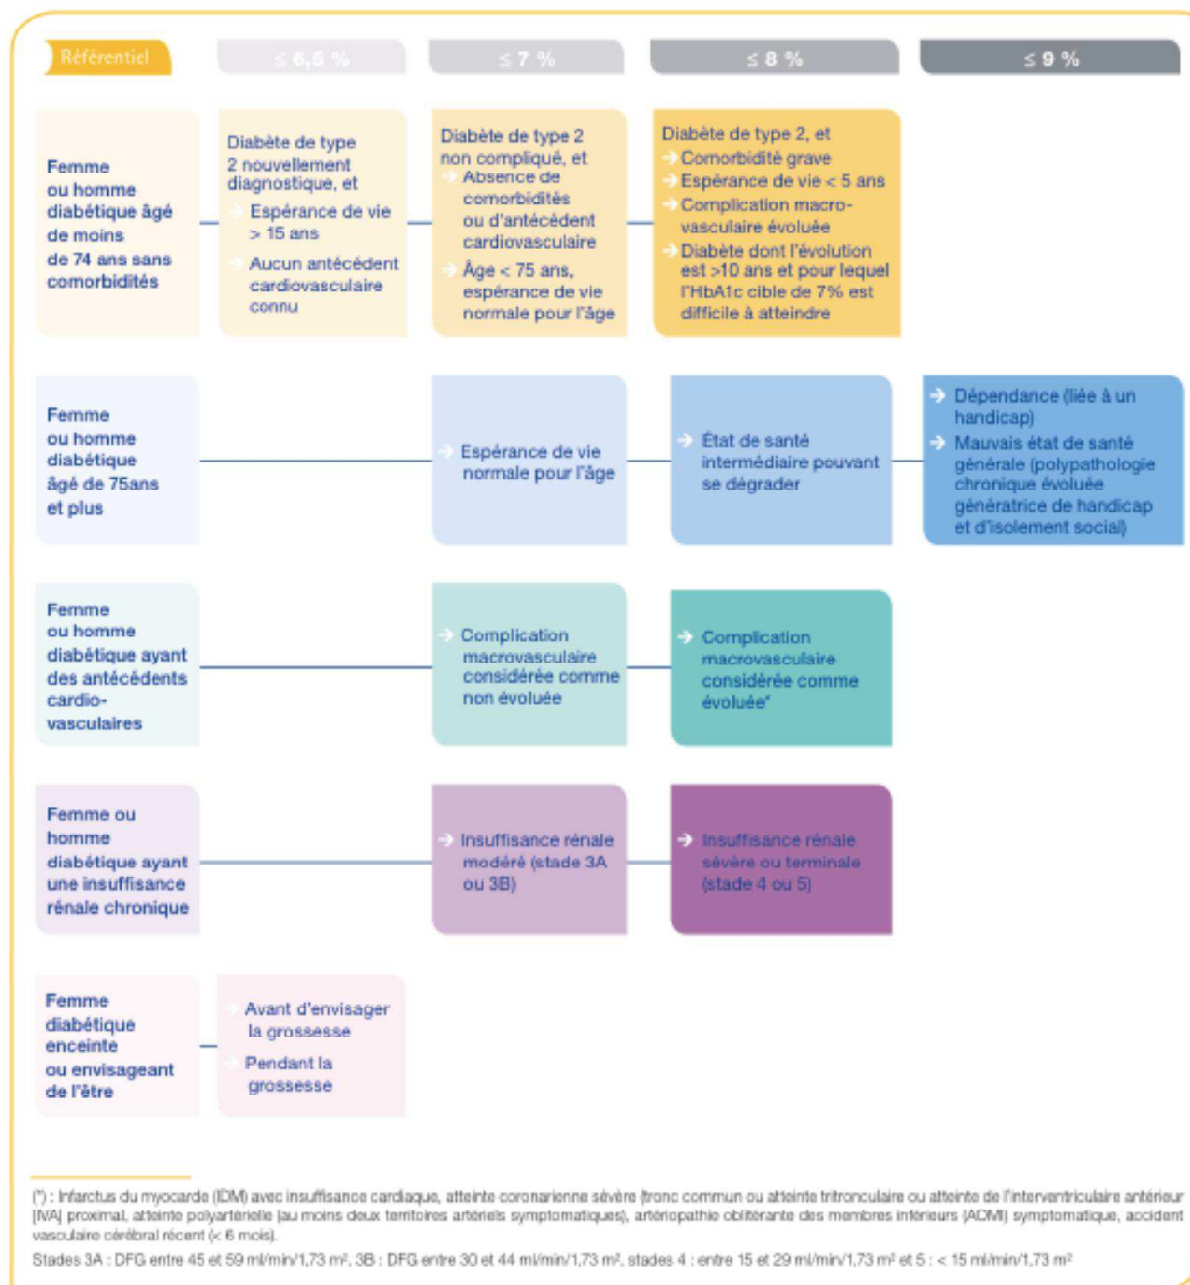 Référentiel
≤ 6,5 %
≤ 7 %
≤ 8 %
≤ 9 %
Femme
ou homme
diabétique âgé
de moins
de 74 ans sans
comorbidités
Diabète de type
2 nouvellement
diagnostique, et
→ Espérance de vie
> 15 ans
→ Aucun antécédent
cardiovasculaire
connu
Diabète de type 2
non compliqué, et
→ Absence de
comorbidités
ou d'antécédent
cardiovasculaire
→ Âge < 75 ans,
espérance de vie
normale pour l'âge
Diabète de type 2, et
→ Comorbidité grave
→ Espérance de vie < 5 ans
→ Complication macro-
vasculaire évoluée
→ Diabète dont l'évolution
est >10 ans et pour lequel
l'HbA1c cible de 7% est
difficile à atteindre
Femme
ou homme
diabétique
âgé de 75ans
et plus
→ Espérance de vie
normale pour l'âge
→ État de santé
intermédiaire pouvant
se dégrader
→ Dépendance (liée à un
handicap)
→ Mauvais état de santé
générale (polypathologie
chronique évoluée
génératrice de handicap
et d'isolement social)
Femme
ou homme
diabétique ayant
des antécédents
cardio-
vasculaires
→ Complication
macrovasculaire
considérée comme
non évoluée
→ Complication
macrovasculaire
considérée comme
évoluée*
Femme ou
homme
diabétique ayant
une insuffisance
rénale chronique
→ Insuffisance rénale
modéré (stade 3A
ou 3B)
→ Insuffisance rénale
sévère ou terminale
(stade 4 ou 5)
Femme
diabétique
enceinte
ou envisageant
de l'être
→ Avant d'envisager
la grossesse
→ Pendant la
grossesse
(*) : Infarctus du myocarde (IDM) avec insuffisance cardiaque, atteinte coronarienne sévère (tronc commun ou atteinte tritronculaire ou atteinte de l'interventriculaire antérieur
[IVA] proximal, atteinte polyartérielle (au moins deux territoires artériels symptomatiques), artériopathie oblitérante des membres inférieurs (AOMI) symptomatique, accident
vasculaire cérébral récent (< 6 mois).
Stades 3A : DFG entre 45 et 59 ml/min/1,73 m², 3B : DFG entre 30 et 44 ml/min/1,73 m², stades 4 : entre 15 et 29 ml/min/1,73 m² et 5 : < 15 ml/min/1,73 m²